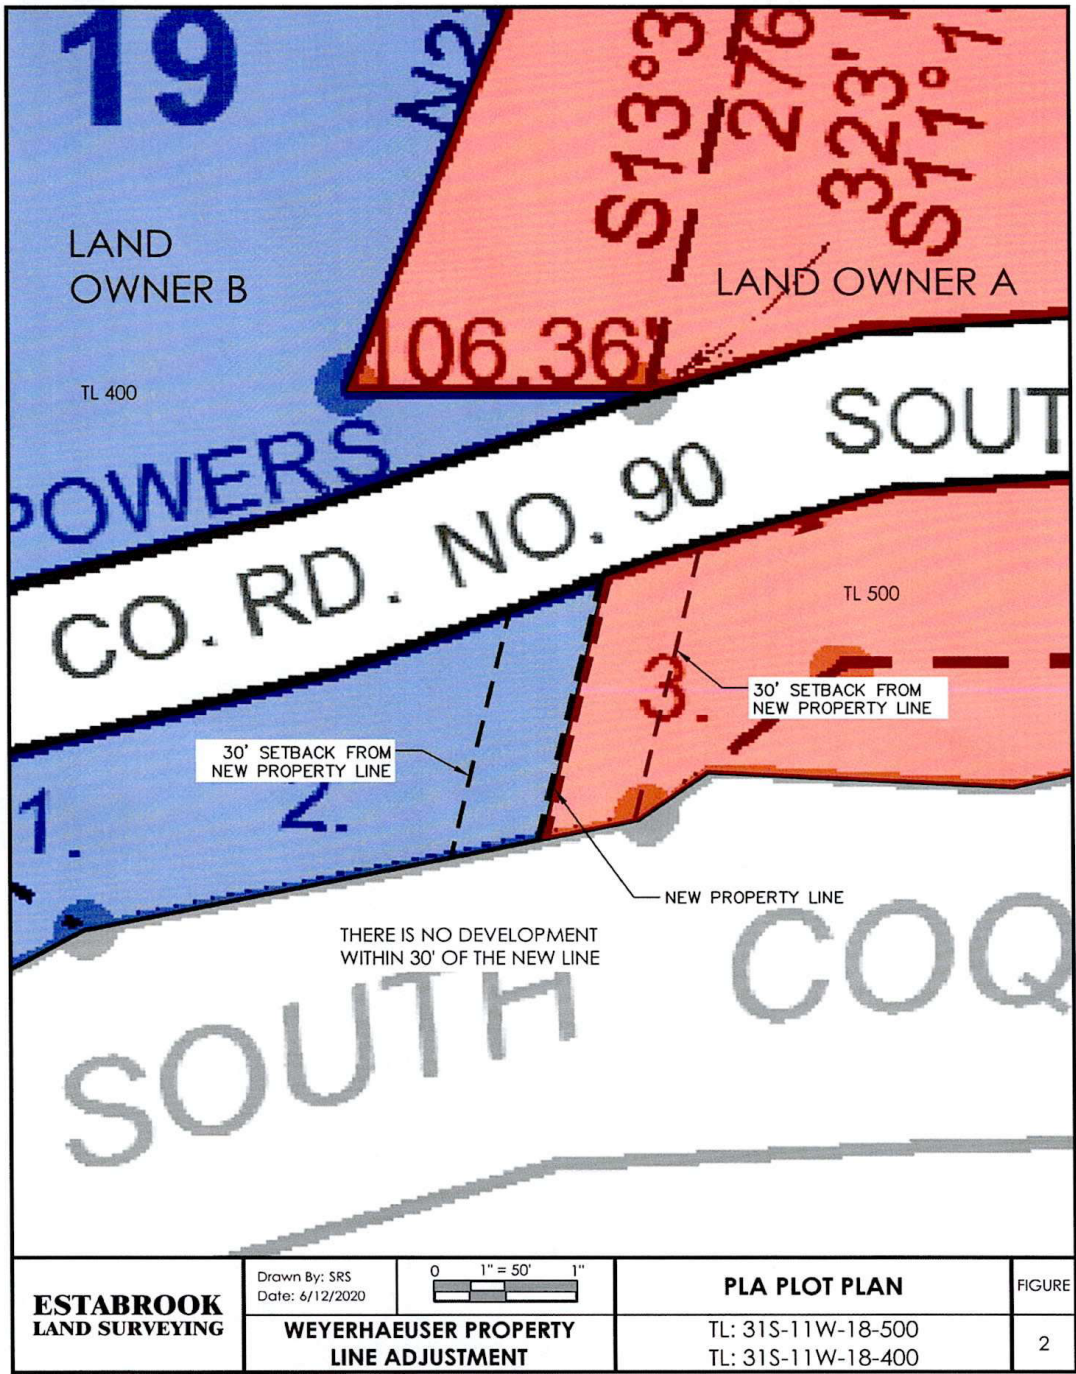 19
N2
S13°3
276
323'
S11°1
LAND
OWNER B
LAND OWNER A
106.36'
TL 400
POWERS
SOUT
CO. RD. NO. 90
TL 500
3.
30' SETBACK FROM
NEW PROPERTY LINE
30' SETBACK FROM
NEW PROPERTY LINE
1.
2.
NEW PROPERTY LINE
THERE IS NO DEVELOPMENT
WITHIN 30' OF THE NEW LINE
SOUTH COQ
ESTABROOK
LAND SURVEYING
Drawn By: SRS
Date: 6/12/2020
0 1" = 50' 1"
WEYERHAEUSER PROPERTY
LINE ADJUSTMENT
PLA PLOT PLAN
TL: 31S-11W-18-500
TL: 31S-11W-18-400
FIGURE
2